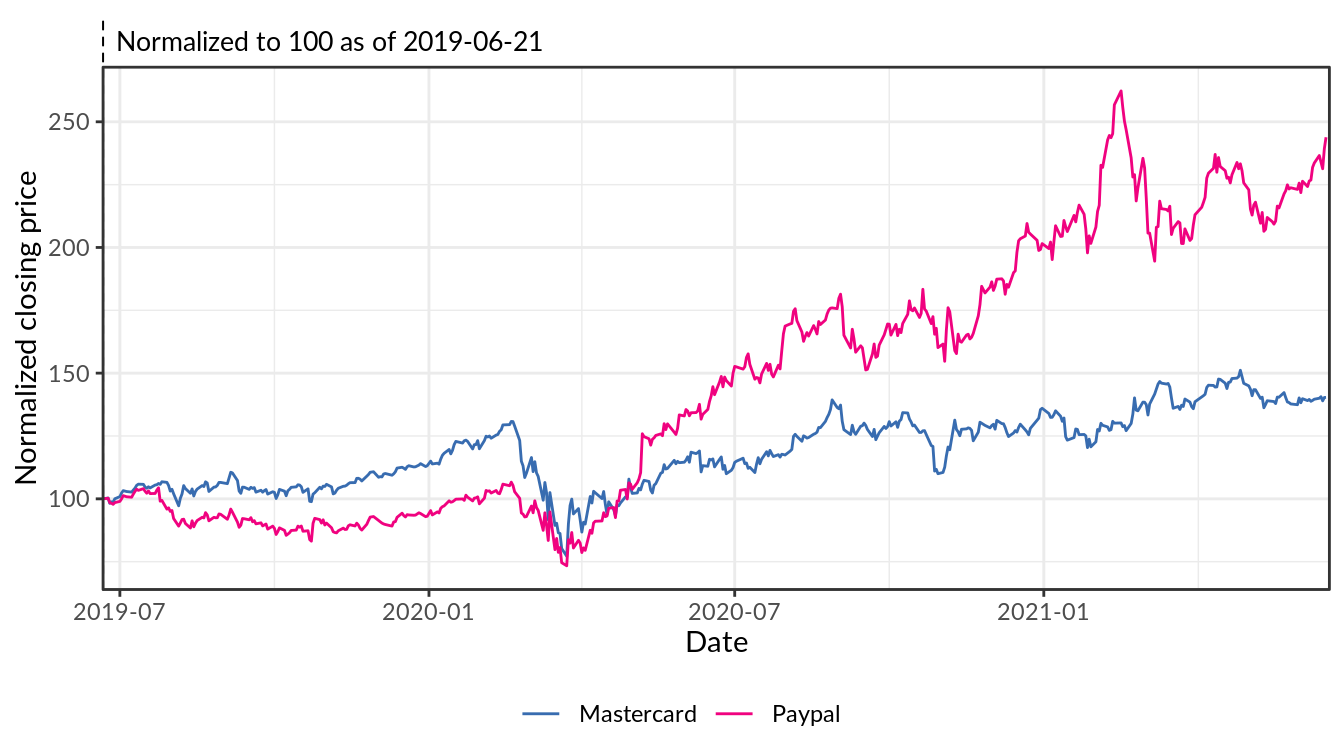 Normalized to 100 as of 2019-06-21
Normalized closing price
250
200
150
100
2019-07
2020-01
2020-07
2021-01
Date
Mastercard
Paypal